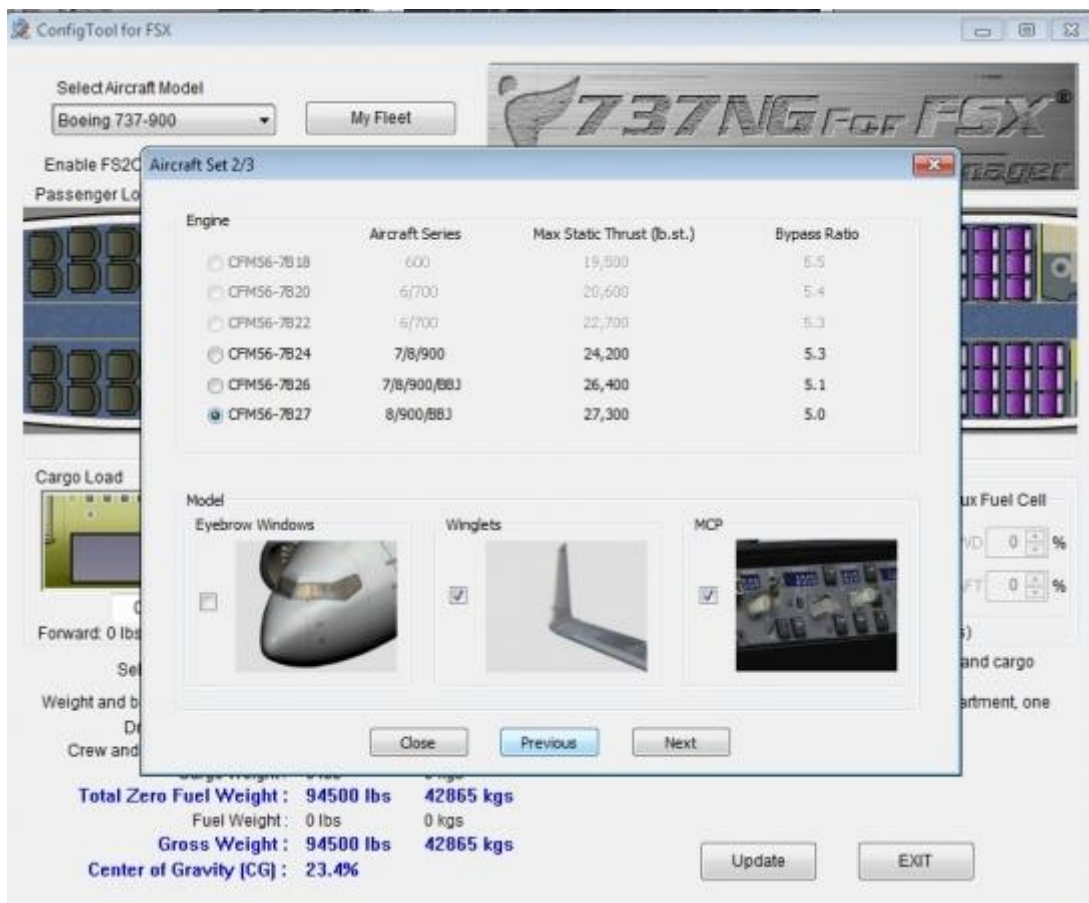 ConfigTool for FSX
Select Aircraft Model
Boeing 737-900
My Fleet
737NG For FSX®
Enable FS2C
Passenger Lo
Aircraft Set 2/3
Engine
Aircraft Series Max Static Thrust (lb.st.) Bypass Ratio
CFM56-7B18 600 19,500 5.5
CFM56-7B20 6/700 20,600 5.4
CFM56-7B22 6/700 22,700 5.3
CFM56-7B24 7/8/900 24,200 5.3
CFM56-7B26 7/8/900/BBJ 26,400 5.1
CFM56-7B27 8/900/BBJ 27,300 5.0
Cargo Load
ux Fuel Cell
Model
Eyebrow Windows Winglets MCP
0 %
FT 0 %
0
Forward: 0 lbs
s)
Sel
and cargo
Weight and b
artment, one
Dr
Crew and
Close Previous Next
Total Zero Fuel Weight : 94500 lbs 42865 kgs
Fuel Weight : 0 lbs 0 kgs
Gross Weight : 94500 lbs 42865 kgs
Center of Gravity (CG) : 23.4%
Update EXIT